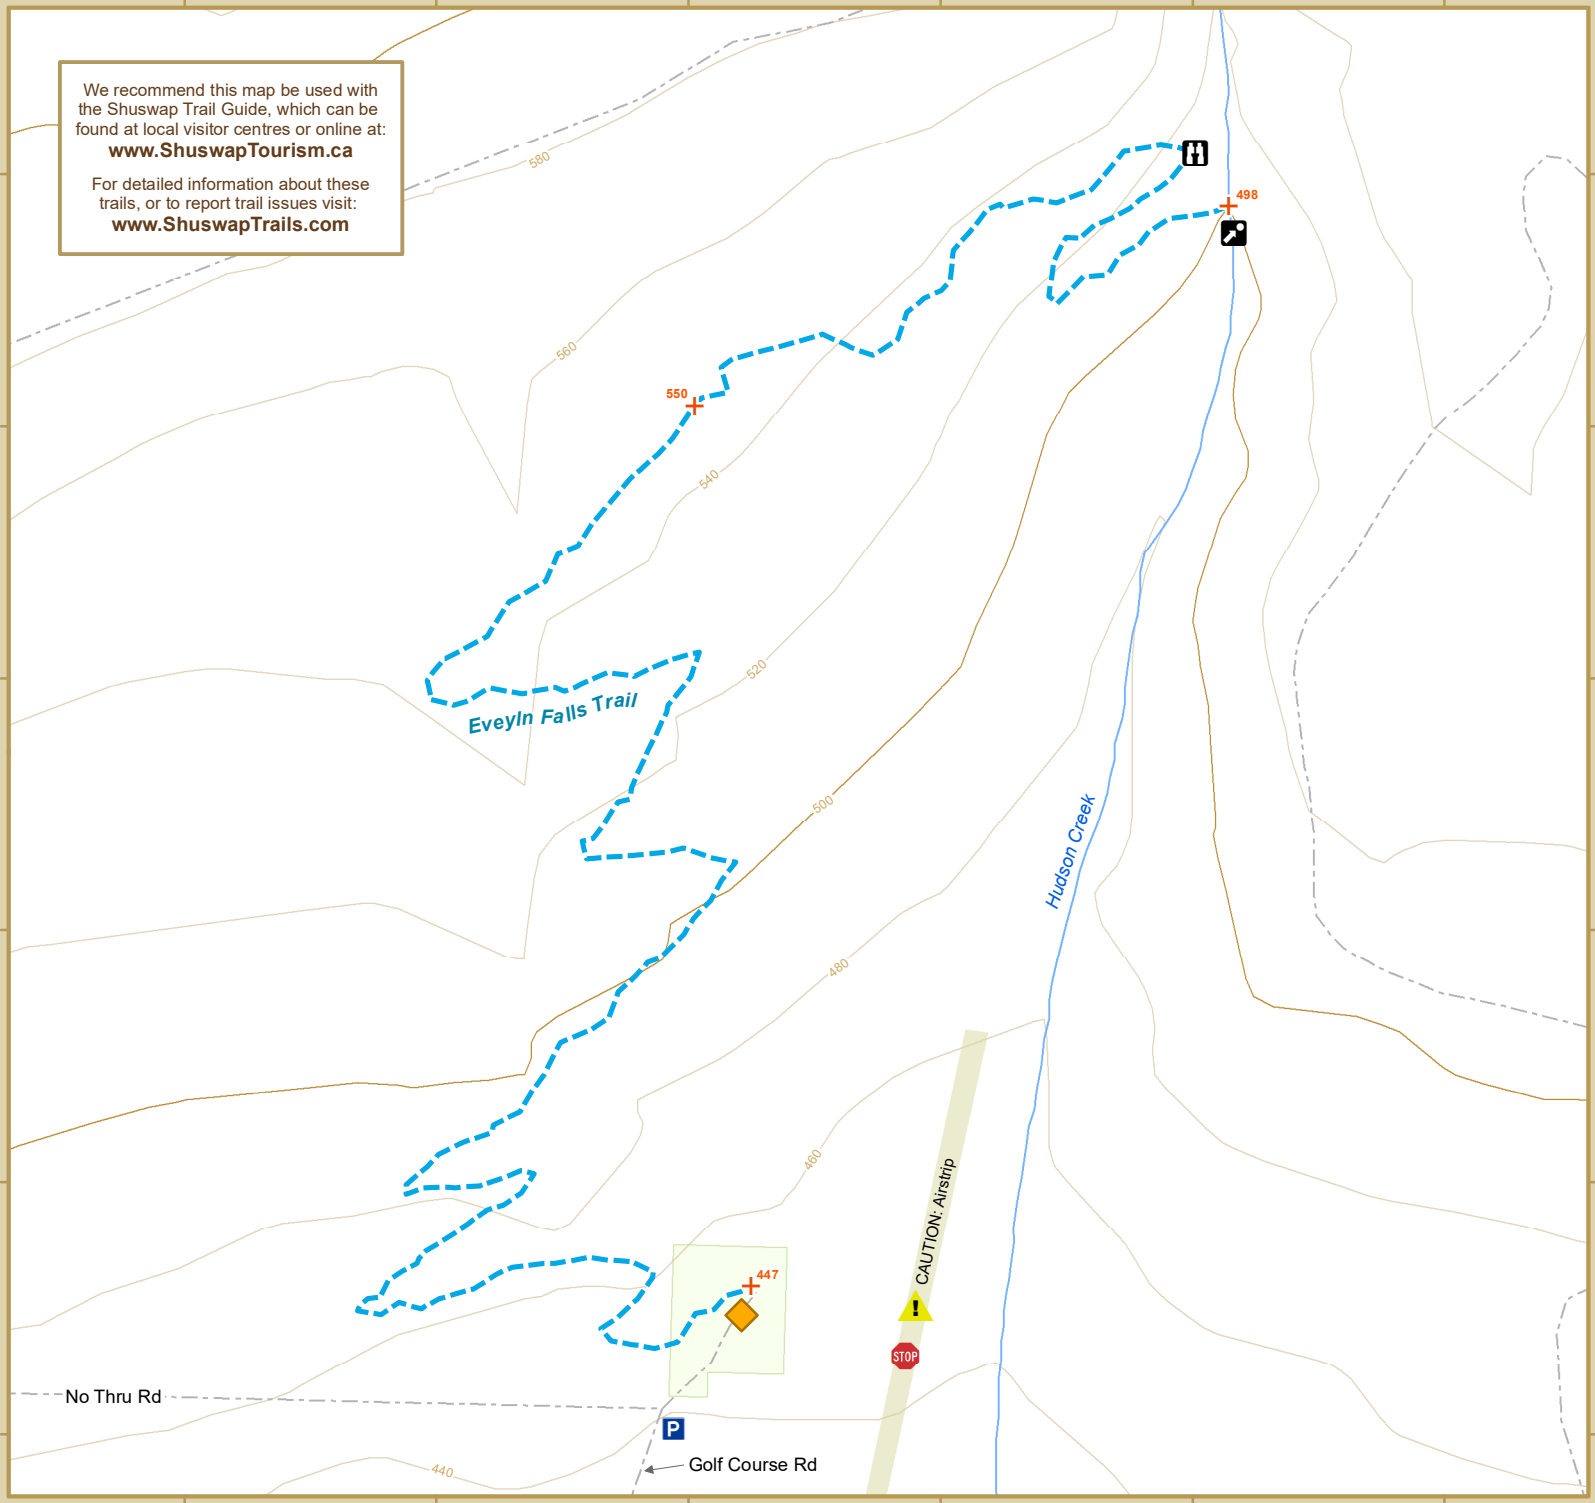 We recommend this map be used with
the Shuswap Trail Guide, which can be
found at local visitor centres or online at:
www.ShuswapTourism.ca
For detailed information about these
trails, or to report trail issues visit:
www.ShuswapTrails.com
580
498
560
550
540
520
Eveyln Falls Trail
500
Hudson Creek
480
460
CAUTION: Airstrip
447
!
STOP
No Thru Rd
P
Golf Course Rd
440